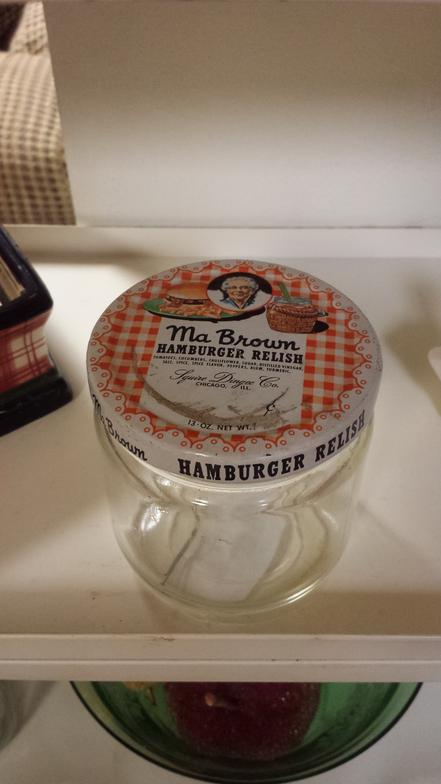 Ma Brown
HAMBURGER RELISH
TOMATOES, CUCUMBERS, CAULIFLOWER, SUGAR, DISTILLED VINEGAR,
SALT, SPICE, SPICE FLAVOR, PEPPERS, ALUM, TURMERIC.
Squire Dingee Co.
CHICAGO, ILL.
13-OZ. NET WT.
Ma Brown HAMBURGER RELISH